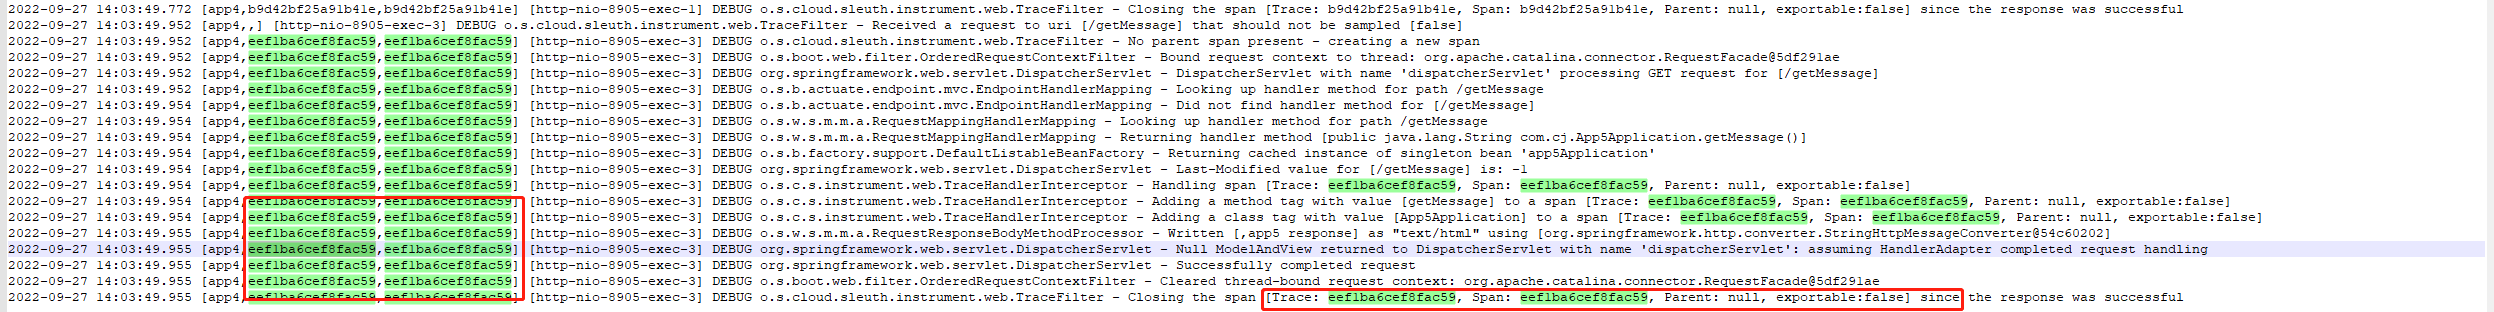 2022-09-27 14:03:49.772 [app4,b9d42bf25a91b41e,b9d42bf25a91b41e] [http-nio-8905-exec-1] DEBUG o.s.cloud.sleuth.instrument.web.TraceFilter - Closing the span [Trace: b9d42bf25a91b41e, Span: b9d42bf25a91b41e, Parent: null, exportable:false] since the response was successful
2022-09-27 14:03:49.952 [app4,,] [http-nio-8905-exec-3] DEBUG o.s.cloud.sleuth.instrument.web.TraceFilter - Received a request to uri [/getMessage] that should not be sampled [false]
2022-09-27 14:03:49.952 [app4,eef1ba6cef8fac59,eef1ba6cef8fac59] [http-nio-8905-exec-3] DEBUG o.s.cloud.sleuth.instrument.web.TraceFilter - No parent span present - creating a new span
2022-09-27 14:03:49.952 [app4,eef1ba6cef8fac59,eef1ba6cef8fac59] [http-nio-8905-exec-3] DEBUG o.s.boot.web.filter.OrderedRequestContextFilter - Bound request context to thread: org.apache.catalina.connector.RequestFacade@5df291ae
2022-09-27 14:03:49.952 [app4,eef1ba6cef8fac59,eef1ba6cef8fac59] [http-nio-8905-exec-3] DEBUG org.springframework.web.servlet.DispatcherServlet - DispatcherServlet with name 'dispatcherServlet' processing GET request for [/getMessage]
2022-09-27 14:03:49.952 [app4,eef1ba6cef8fac59,eef1ba6cef8fac59] [http-nio-8905-exec-3] DEBUG o.s.b.actuate.endpoint.mvc.EndpointHandlerMapping - Looking up handler method for path /getMessage
2022-09-27 14:03:49.954 [app4,eef1ba6cef8fac59,eef1ba6cef8fac59] [http-nio-8905-exec-3] DEBUG o.s.b.actuate.endpoint.mvc.EndpointHandlerMapping - Did not find handler method for [/getMessage]
2022-09-27 14:03:49.954 [app4,eef1ba6cef8fac59,eef1ba6cef8fac59] [http-nio-8905-exec-3] DEBUG o.s.w.s.m.m.a.RequestMappingHandlerMapping - Looking up handler method for path /getMessage
2022-09-27 14:03:49.954 [app4,eef1ba6cef8fac59,eef1ba6cef8fac59] [http-nio-8905-exec-3] DEBUG o.s.w.s.m.m.a.RequestMappingHandlerMapping - Returning handler method [public java.lang.String com.cj.App5Application.getMessage()]
2022-09-27 14:03:49.954 [app4,eef1ba6cef8fac59,eef1ba6cef8fac59] [http-nio-8905-exec-3] DEBUG o.s.b.factory.support.DefaultListableBeanFactory - Returning cached instance of singleton bean 'app5Application'
2022-09-27 14:03:49.954 [app4,eef1ba6cef8fac59,eef1ba6cef8fac59] [http-nio-8905-exec-3] DEBUG org.springframework.web.servlet.DispatcherServlet - Last-Modified value for [/getMessage] is: -1
2022-09-27 14:03:49.954 [app4,eef1ba6cef8fac59,eef1ba6cef8fac59] [http-nio-8905-exec-3] DEBUG o.s.c.s.instrument.web.TraceHandlerInterceptor - Handling span [Trace: eef1ba6cef8fac59, Span: eef1ba6cef8fac59, Parent: null, exportable:false]
2022-09-27 14:03:49.954 [app4,eef1ba6cef8fac59,eef1ba6cef8fac59] [http-nio-8905-exec-3] DEBUG o.s.c.s.instrument.web.TraceHandlerInterceptor - Adding a method tag with value [getMessage] to a span [Trace: eef1ba6cef8fac59, Span: eef1ba6cef8fac59, Parent: null, exportable:false]
2022-09-27 14:03:49.954 [app4,eef1ba6cef8fac59,eef1ba6cef8fac59] [http-nio-8905-exec-3] DEBUG o.s.c.s.instrument.web.TraceHandlerInterceptor - Adding a class tag with value [App5Application] to a span [Trace: eef1ba6cef8fac59, Span: eef1ba6cef8fac59, Parent: null, exportable:false]
2022-09-27 14:03:49.955 [app4,eef1ba6cef8fac59,eef1ba6cef8fac59] [http-nio-8905-exec-3] DEBUG o.s.w.s.m.m.a.RequestResponseBodyMethodProcessor - Written [,app5 response] as "text/html" using [org.springframework.http.converter.StringHttpMessageConverter@54c60202]
2022-09-27 14:03:49.955 [app4,eef1ba6cef8fac59,eef1ba6cef8fac59] [http-nio-8905-exec-3] DEBUG org.springframework.web.servlet.DispatcherServlet - Null ModelAndView returned to DispatcherServlet with name 'dispatcherServlet': assuming HandlerAdapter completed request handling
2022-09-27 14:03:49.955 [app4,eef1ba6cef8fac59,eef1ba6cef8fac59] [http-nio-8905-exec-3] DEBUG org.springframework.web.servlet.DispatcherServlet - Successfully completed request
2022-09-27 14:03:49.955 [app4,eef1ba6cef8fac59,eef1ba6cef8fac59] [http-nio-8905-exec-3] DEBUG o.s.boot.web.filter.OrderedRequestContextFilter - Cleared thread-bound request context: org.apache.catalina.connector.RequestFacade@5df291ae
2022-09-27 14:03:49.955 [app4,eef1ba6cef8fac59,eef1ba6cef8fac59] [http-nio-8905-exec-3] DEBUG o.s.cloud.sleuth.instrument.web.TraceFilter - Closing the span [Trace: eef1ba6cef8fac59, Span: eef1ba6cef8fac59, Parent: null, exportable:false] since the response was successful